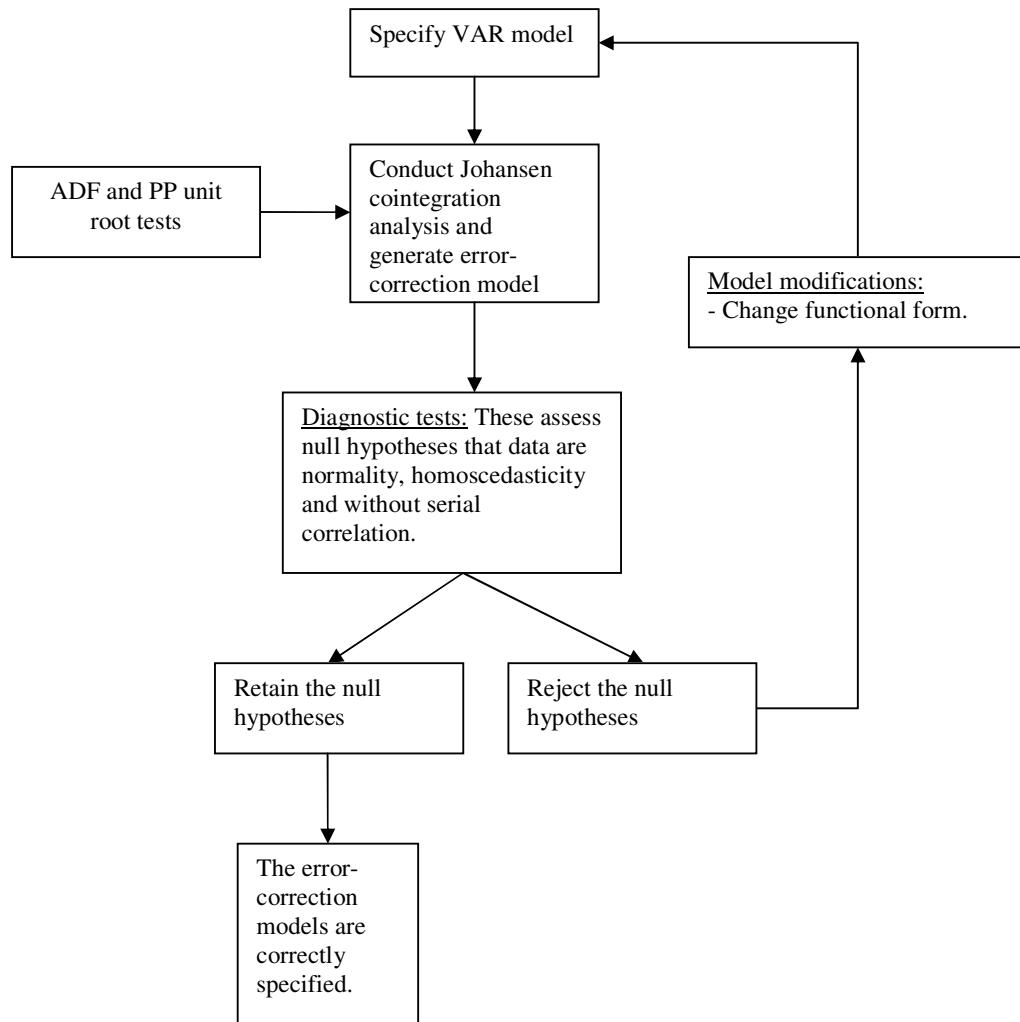 Specify VAR model
ADF and PP unit
root tests
Conduct Johansen
cointegration
analysis and
generate error-
correction model
Model modifications:
- Change functional form.
Diagnostic tests: These assess
null hypotheses that data are
normality, homoscedasticity
and without serial
correlation.
Retain the null
hypotheses
Reject the null
hypotheses
The error-
correction
models are
correctly
specified.